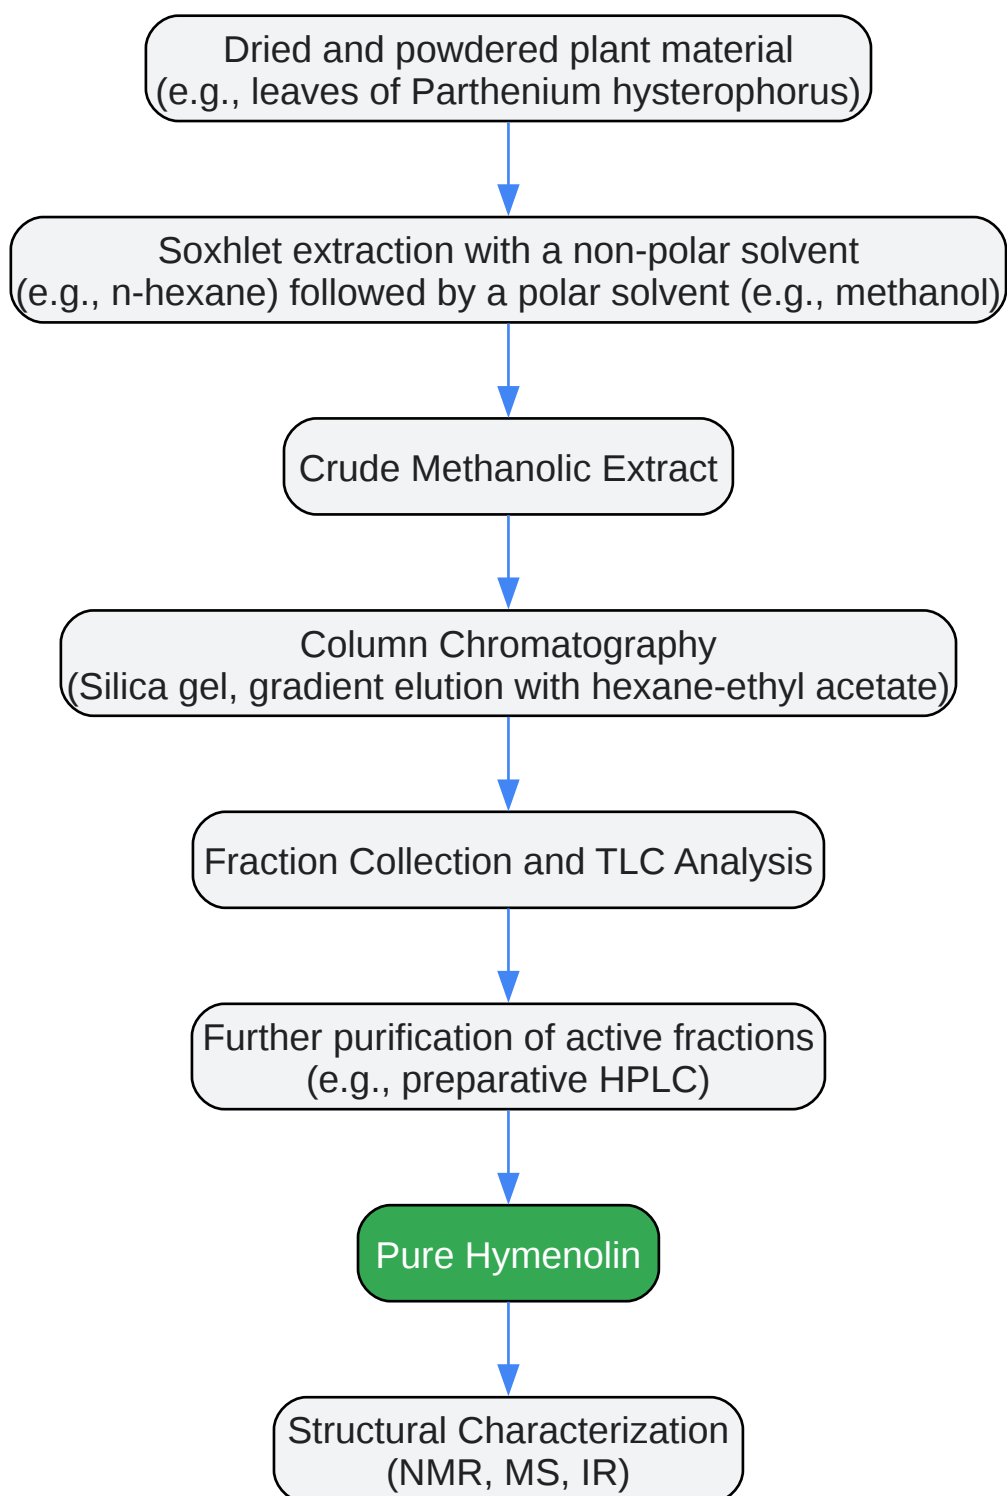 Dried and powdered plant material
(e.g., leaves of Parthenium hysterophorus)
Soxhlet extraction with a non-polar solvent
(e.g., n-hexane) followed by a polar solvent (e.g., methanol)
Crude Methanolic Extract
Column Chromatography
(Silica gel, gradient elution with hexane-ethyl acetate)
Fraction Collection and TLC Analysis
Further purification of active fractions
(e.g., preparative HPLC)
Pure Hymenolin
Structural Characterization
(NMR, MS, IR)